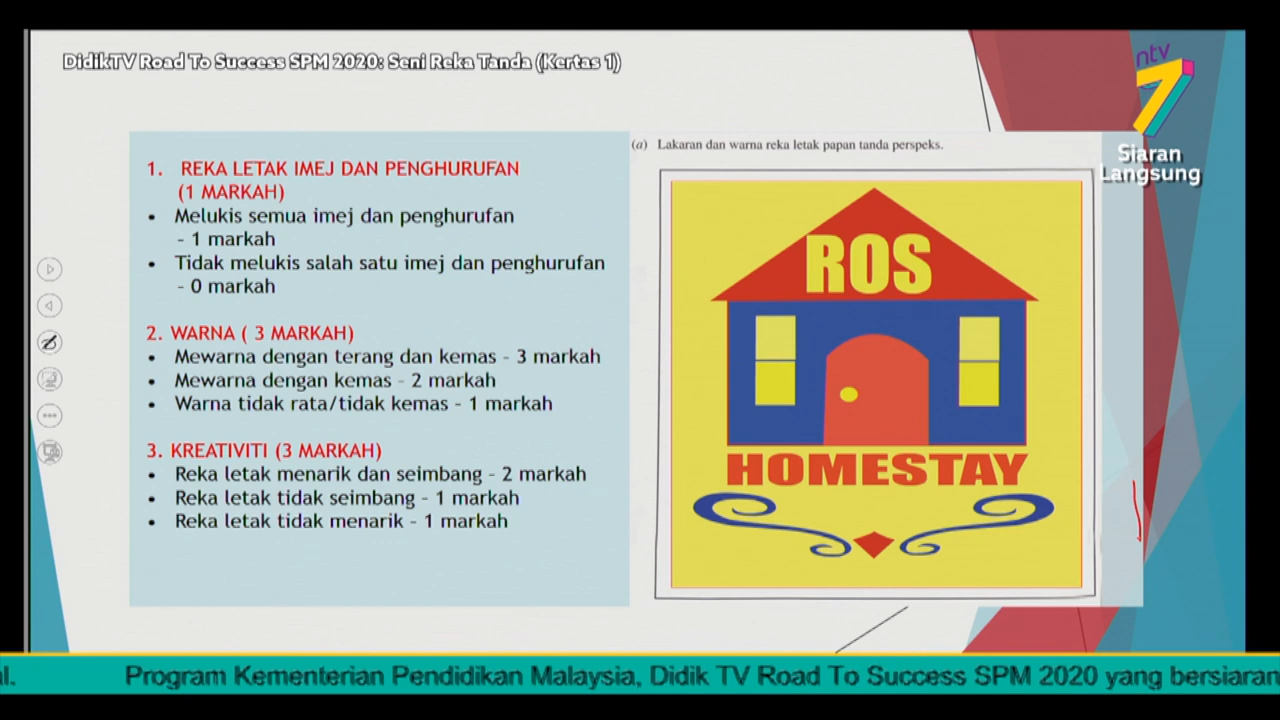 DidikTV Road To Success SPM 2020: Seni Reka Tanda (Kertas 1)
ntv
7
Siaran
Langsung
1. REKA LETAK IMEJ DAN PENGHURUFAN
(1 MARKAH)
• Melukis semua imej dan penghurufan
- 1 markah
• Tidak melukis salah satu imej dan penghurufan
- 0 markah
2. WARNA ( 3 MARKAH)
• Mewarna dengan terang dan kemas - 3 markah
• Mewarna dengan kemas - 2 markah
• Warna tidak rata/tidak kemas - 1 markah
3. KREATIVITI (3 MARKAH)
• Reka letak menarik dan seimbang - 2 markah
• Reka letak tidak seimbang - 1 markah
• Reka letak tidak menarik - 1 markah
(a) Lakaran dan warna reka letak papan tanda perspeks.
ROS
HOMESTAY
Program Kementerian Pendidikan Malaysia, Didik TV Road To Success SPM 2020 yang bersiaran